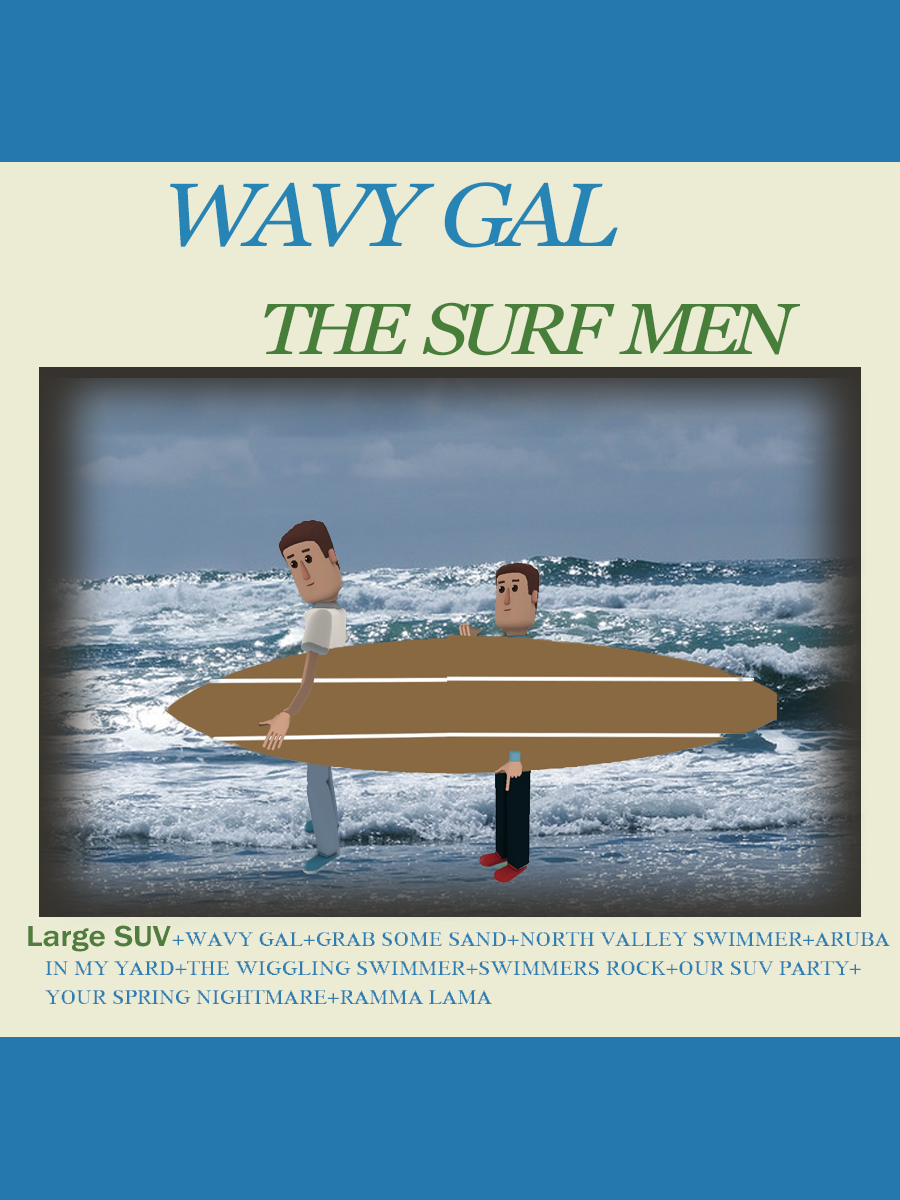 WAVY GAL
THE SURF MEN
Large SUV+WAVY GAL+GRAB SOME SAND+NORTH VALLEY SWIMMER+ARUBA
IN MY YARD+THE WIGGLING SWIMMER+SWIMMERS ROCK+OUR SUV PARTY+
YOUR SPRING NIGHTMARE+RAMMA LAMA